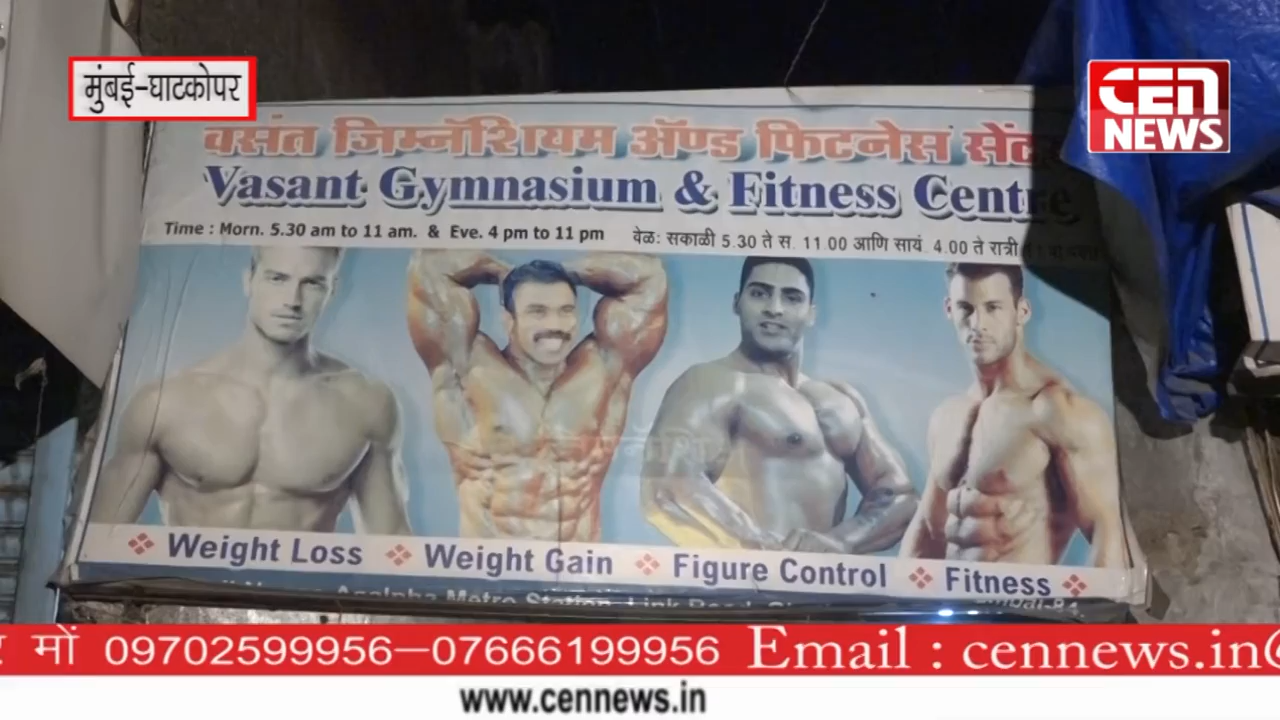 मुंबई-घाटकोपर
CEN
NEWS
वसंत जिम्नॅशियम ॲण्ड फिटनेस सेंटर
Vasant Gymnasium & Fitness Centre
Time : Morn. 5.30 am to 11 am. & Eve. 4 pm to 11 pm
वेळ: सकाळी 5.30 ते स. 11.00 आणि सायं. 4.00 ते रात्री
Weight Loss
Weight Gain
Figure Control
Fitness
Asalpha Metro Station, Link Road,
मों 09702599956–07666199956 Email : cennews.in@
www.cennews.in